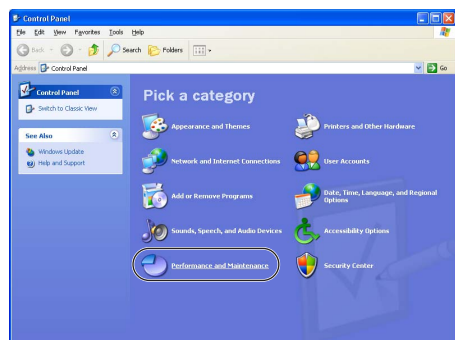 Control Panel
File Edit View Favorites Tools Help
Back Search Folders
Address Control Panel Go
Control Panel
Switch to Classic View
See Also
Windows Update
Help and Support
Pick a category
Appearance and Themes
Printers and Other Hardware
Network and Internet Connections
User Accounts
Add or Remove Programs
Date, Time, Language, and Regional
Options
Sounds, Speech, and Audio Devices
Accessibility Options
Performance and Maintenance
Security Center